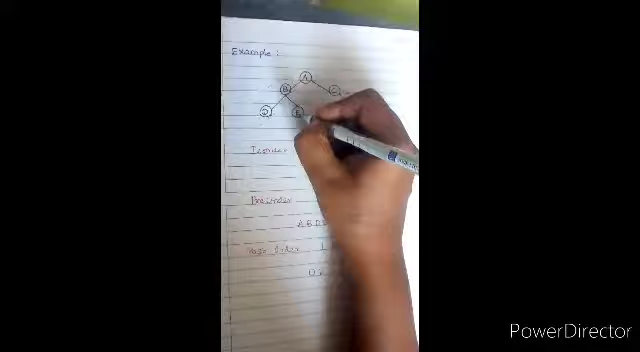 Example :
A
B C
D E
Inorder
Preorder
A B D
Post Order L
D
PowerDirector